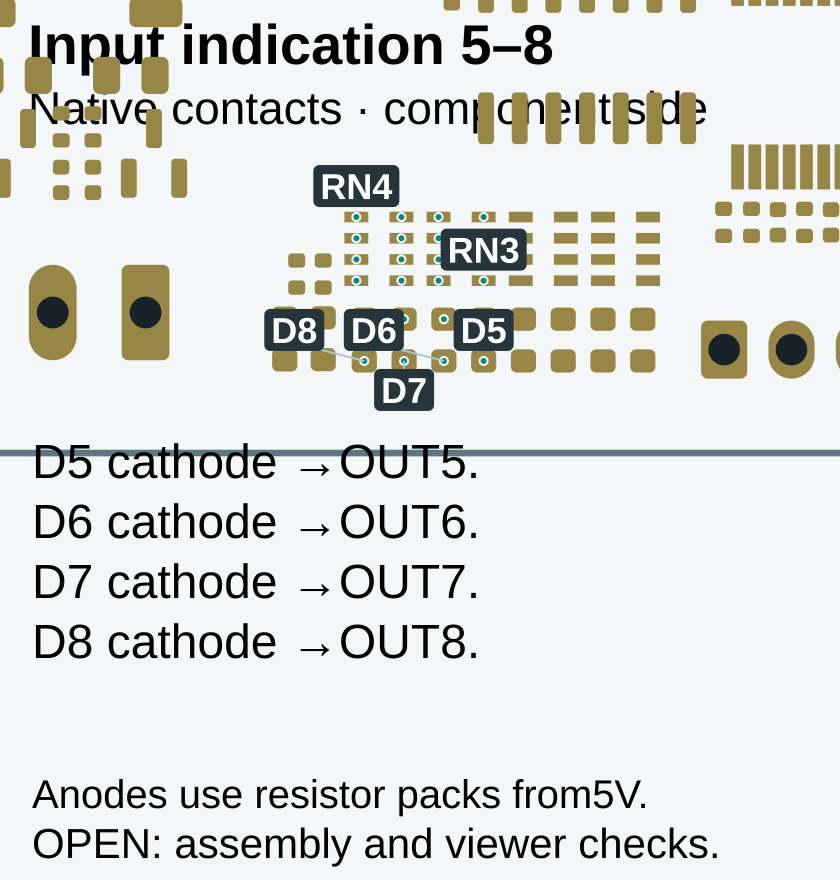 Input indication 5–8
Native contacts · component side
RN4
RN3
D8 D6 D5
D7
D5 cathode →OUT5.
D6 cathode →OUT6.
D7 cathode →OUT7.
D8 cathode →OUT8.
Anodes use resistor packs from5V.
OPEN: assembly and viewer checks.